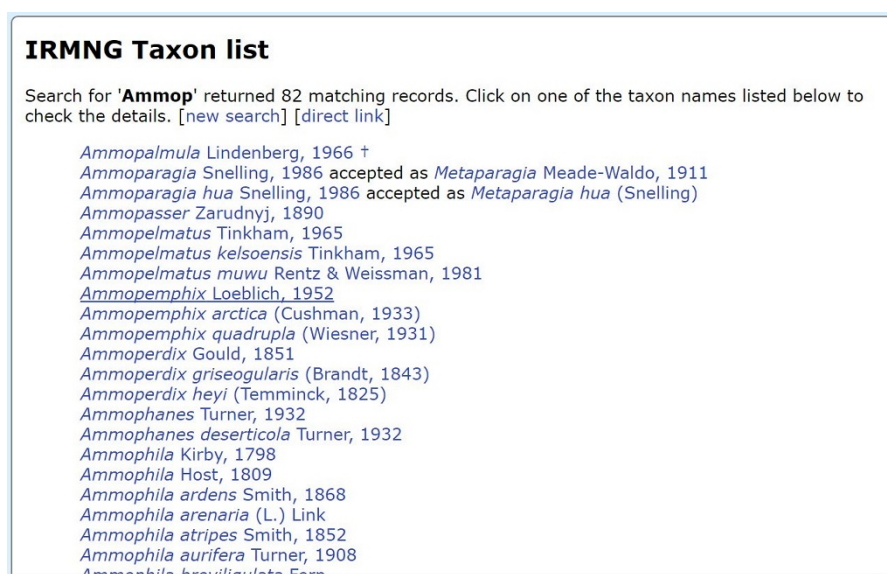 IRMNG Taxon list
Search for 'Ammop' returned 82 matching records. Click on one of the taxon names listed below to
check the details. [new search] [direct link]
Ammopalmula Lindenberg, 1966 †
Ammoparagia Snelling, 1986 accepted as Metaparagia Meade-Waldo, 1911
Ammoparagia hua Snelling, 1986 accepted as Metaparagia hua (Snelling)
Ammopasser Zarudnyj, 1890
Ammopelmatus Tinkham, 1965
Ammopelmatus kelsoensis Tinkham, 1965
Ammopelmatus muwu Rentz & Weissman, 1981
Ammopemphix Loeblich, 1952
Ammopemphix arctica (Cushman, 1933)
Ammopemphix quadrupla (Wiesner, 1931)
Ammoperdix Gould, 1851
Ammoperdix griseogularis (Brandt, 1843)
Ammoperdix heyi (Temminck, 1825)
Ammophanes Turner, 1932
Ammophanes deserticola Turner, 1932
Ammophila Kirby, 1798
Ammophila Host, 1809
Ammophila ardens Smith, 1868
Ammophila arenaria (L.) Link
Ammophila atripes Smith, 1852
Ammophila aurifera Turner, 1908